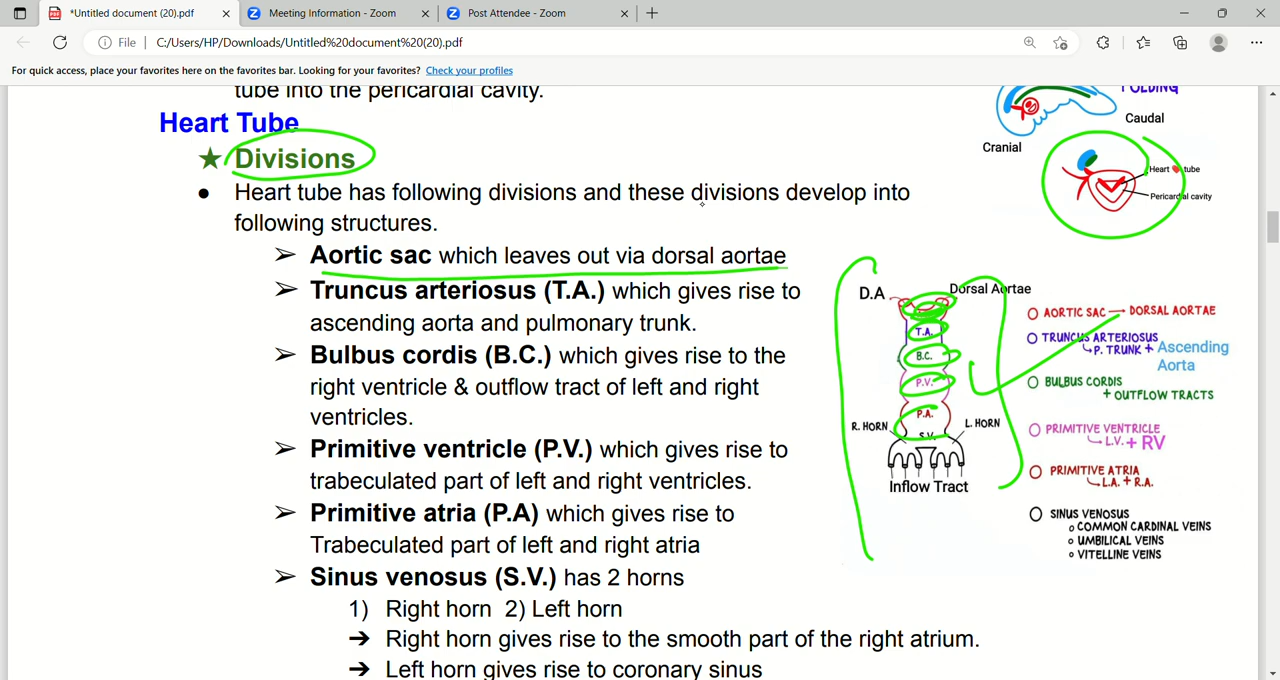 *Untitled document (20).pdf
Meeting Information - Zoom
Post Attendee - Zoom
File
C:/Users/HP/Downloads/Untitled%20document%20(20).pdf
For quick access, place your favorites here on the favorites bar. Looking for your favorites? Check your profiles
tube into the pericardial cavity.
Heart Tube
★ Divisions
● Heart tube has following divisions and these divisions develop into
following structures.
➢ Aortic sac which leaves out via dorsal aortae
➢ Truncus arteriosus (T.A.) which gives rise to
ascending aorta and pulmonary trunk.
➢ Bulbus cordis (B.C.) which gives rise to the
right ventricle & outflow tract of left and right
ventricles.
➢ Primitive ventricle (P.V.) which gives rise to
trabeculated part of left and right ventricles.
➢ Primitive atria (P.A) which gives rise to
Trabeculated part of left and right atria
➢ Sinus venosus (S.V.) has 2 horns
1) Right horn 2) Left horn
➔ Right horn gives rise to the smooth part of the right atrium.
➔ Left horn gives rise to coronary sinus
FOLDING
Caudal
Cranial
Heart ❤ tube
Pericardial cavity
D.A
Dorsal Aortae
T.A.
B.C.
P.V.
P.A.
S.V.
R. HORN
L. HORN
Inflow Tract
AORTIC SAC → DORSAL AORTAE
TRUNCUS ARTERIOSUS
↳ P. TRUNK + Ascending
Aorta
BULBUS CORDIS
+ OUTFLOW TRACTS
PRIMITIVE VENTRICLE
↳ L.V. + RV
PRIMITIVE ATRIA
↳ L.A. + R.A.
SINUS VENOSUS
o COMMON CARDINAL VEINS
o UMBILICAL VEINS
o VITELLINE VEINS